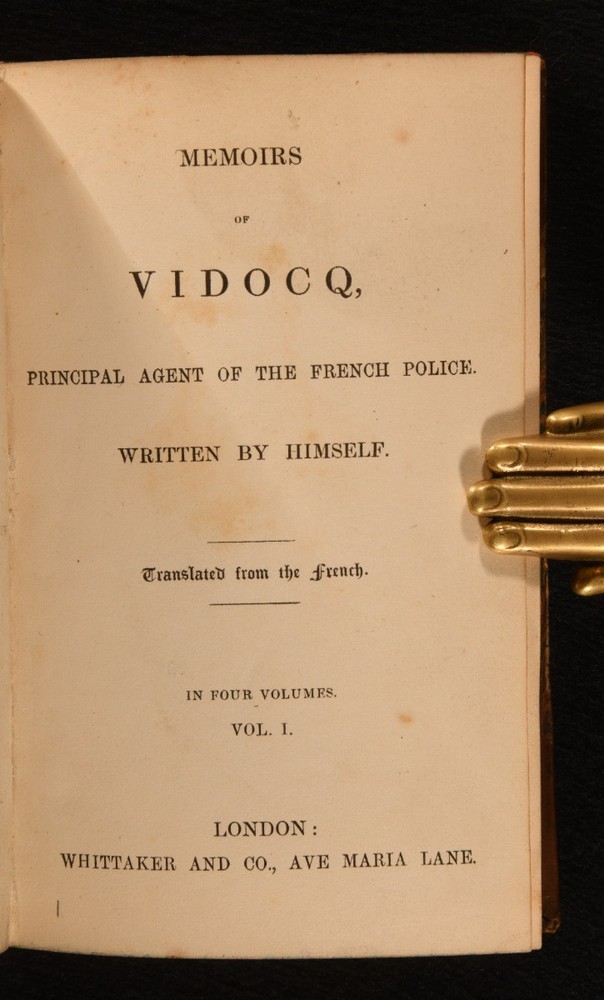 MEMOIRS
OF
VIDOCQ,
PRINCIPAL AGENT OF THE FRENCH POLICE.
WRITTEN BY HIMSELF.
Translated from the French.
IN FOUR VOLUMES.
VOL. I.
LONDON:
WHITTAKER AND CO., AVE MARIA LANE.